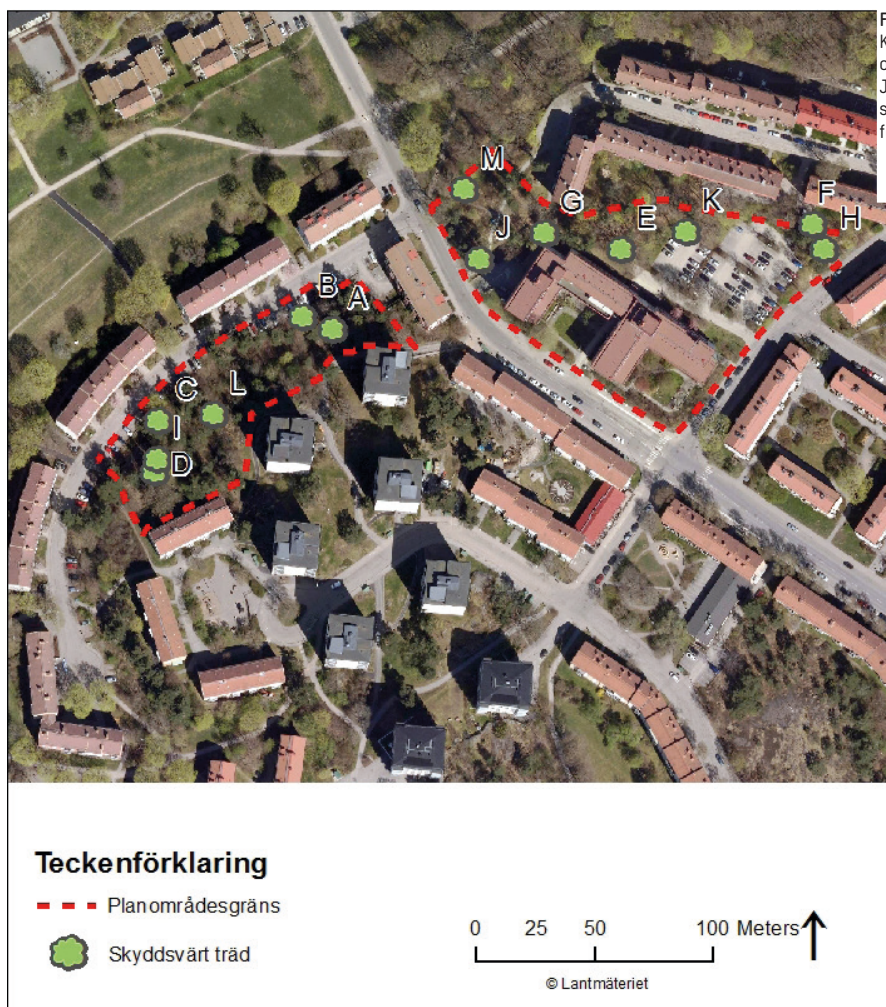 F
K
c
J
s
f
M
G
E
K
F
H
J
B
A
C
L
I
D
Teckenförklaring
Planområdesgräns
Skyddsvärt träd
0 25 50 100 Meters
© Lantmäteriet